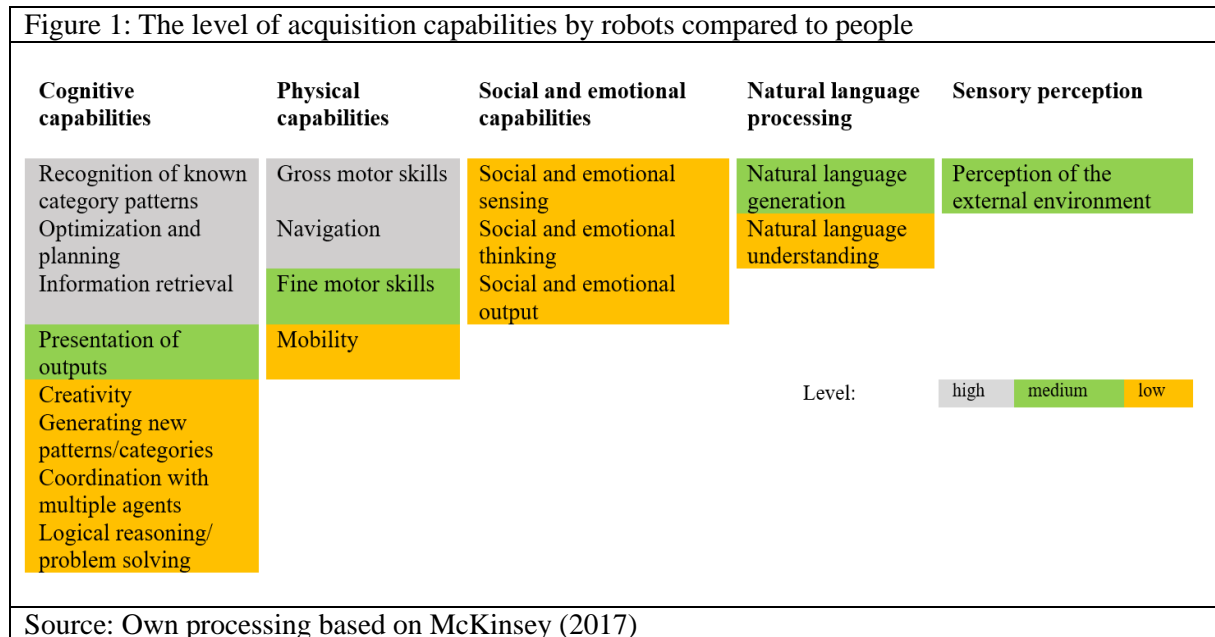 Figure 1: The level of acquisition capabilities by robots compared to people
Cognitive
capabilities
Recognition of known
category patterns
Optimization and
planning
Information retrieval
Presentation of
outputs
Creativity
Generating new
patterns/categories
Coordination with
multiple agents
Logical reasoning/
problem solving
Physical
capabilities
Gross motor skills
Navigation
Fine motor skills
Mobility
Social and emotional
capabilities
Social and emotional
sensing
Social and emotional
thinking
Social and emotional
output
Natural language
processing
Natural language
generation
Natural language
understanding
Sensory perception
Perception of the
external environment
Level: high medium low
Source: Own processing based on McKinsey (2017)